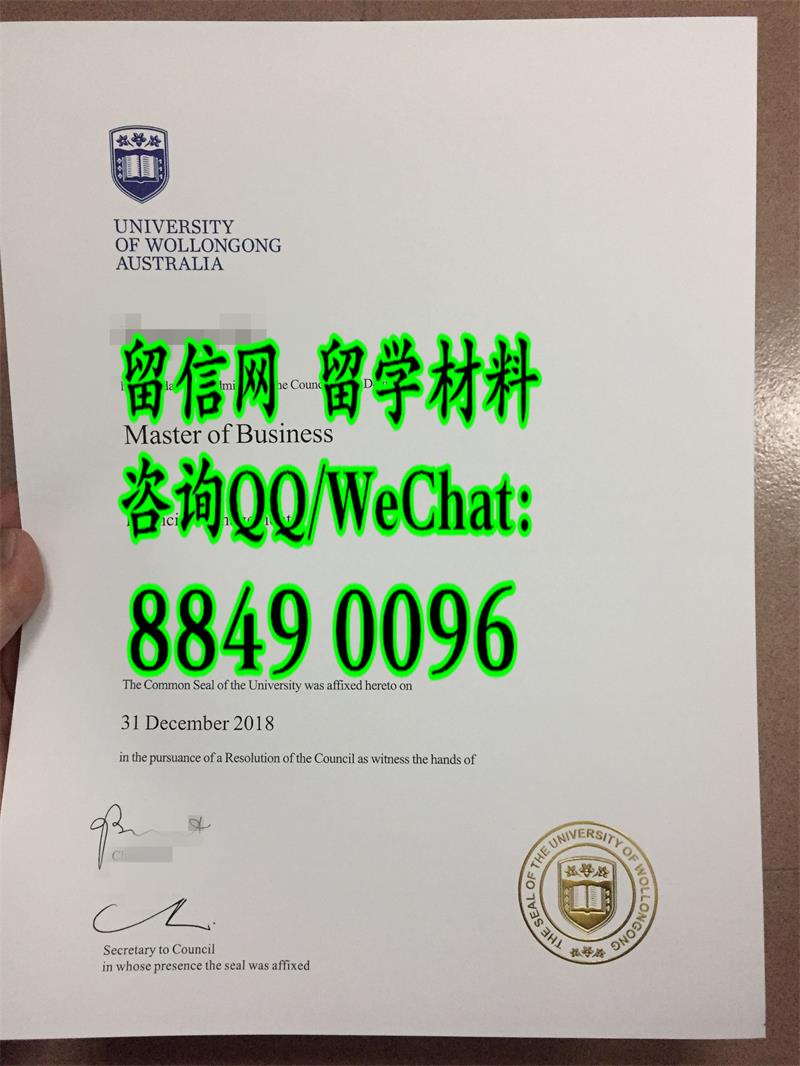 UNIVERSITY
OF WOLLONGONG
AUSTRALIA
留信网 留学材料
Master of Business
咨询QQ/WeChat:
8849 0096
The Common Seal of the University was affixed hereto on
31 December 2018
in the pursuance of a Resolution of the Council as witness the hands of
THE SEAL OF THE UNIVERSITY OF WOLLONGONG
Secretary to Council
in whose presence the seal was affixed